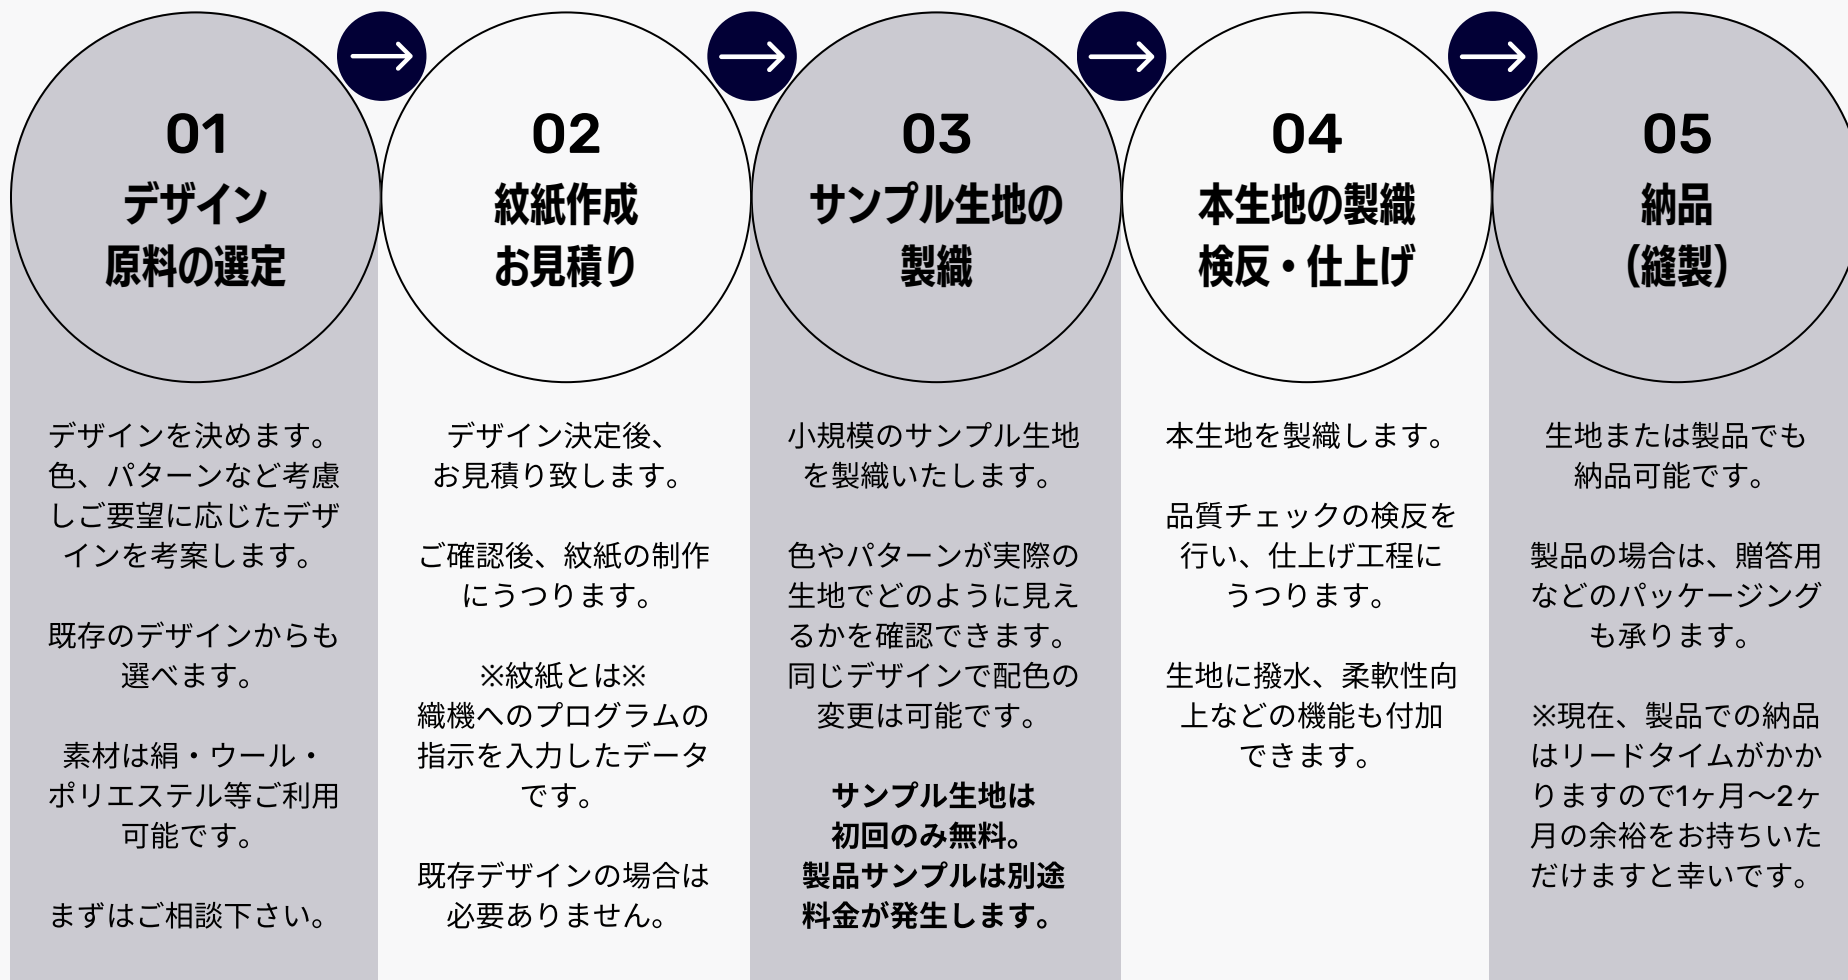 01
デザイン
原料の選定
デザインを決めます。
色、パターンなど考慮
しご要望に応じたデザ
インを考案します。
既存のデザインからも
選べます。
素材は絹・ウール・
ポリエステル等ご利用
可能です。
まずはご相談下さい。
02
紋紙作成
お見積り
デザイン決定後、
お見積り致します。
ご確認後、紋紙の制作
にうつります。
※紋紙とは※
織機へのプログラムの
指示を入力したデータ
です。
既存デザインの場合は
必要ありません。
03
サンプル生地の
製織
小規模のサンプル生地
を製織いたします。
色やパターンが実際の
生地でどのように見え
るかを確認できます。
同じデザインで配色の
変更は可能です。
サンプル生地は
初回のみ無料。
製品サンプルは別途
料金が発生します。
04
本生地の製織
検反・仕上げ
本生地を製織します。
品質チェックの検反を
行い、仕上げ工程に
うつります。
生地に撥水、柔軟性向
上などの機能も付加
できます。
05
納品
(縫製)
生地または製品でも
納品可能です。
製品の場合は、贈答用
などのパッケージング
も承ります。
※現在、製品での納品
はリードタイムがかか
りますので1ヶ月〜2ヶ
月の余裕をお持ちいた
だけますと幸いです。